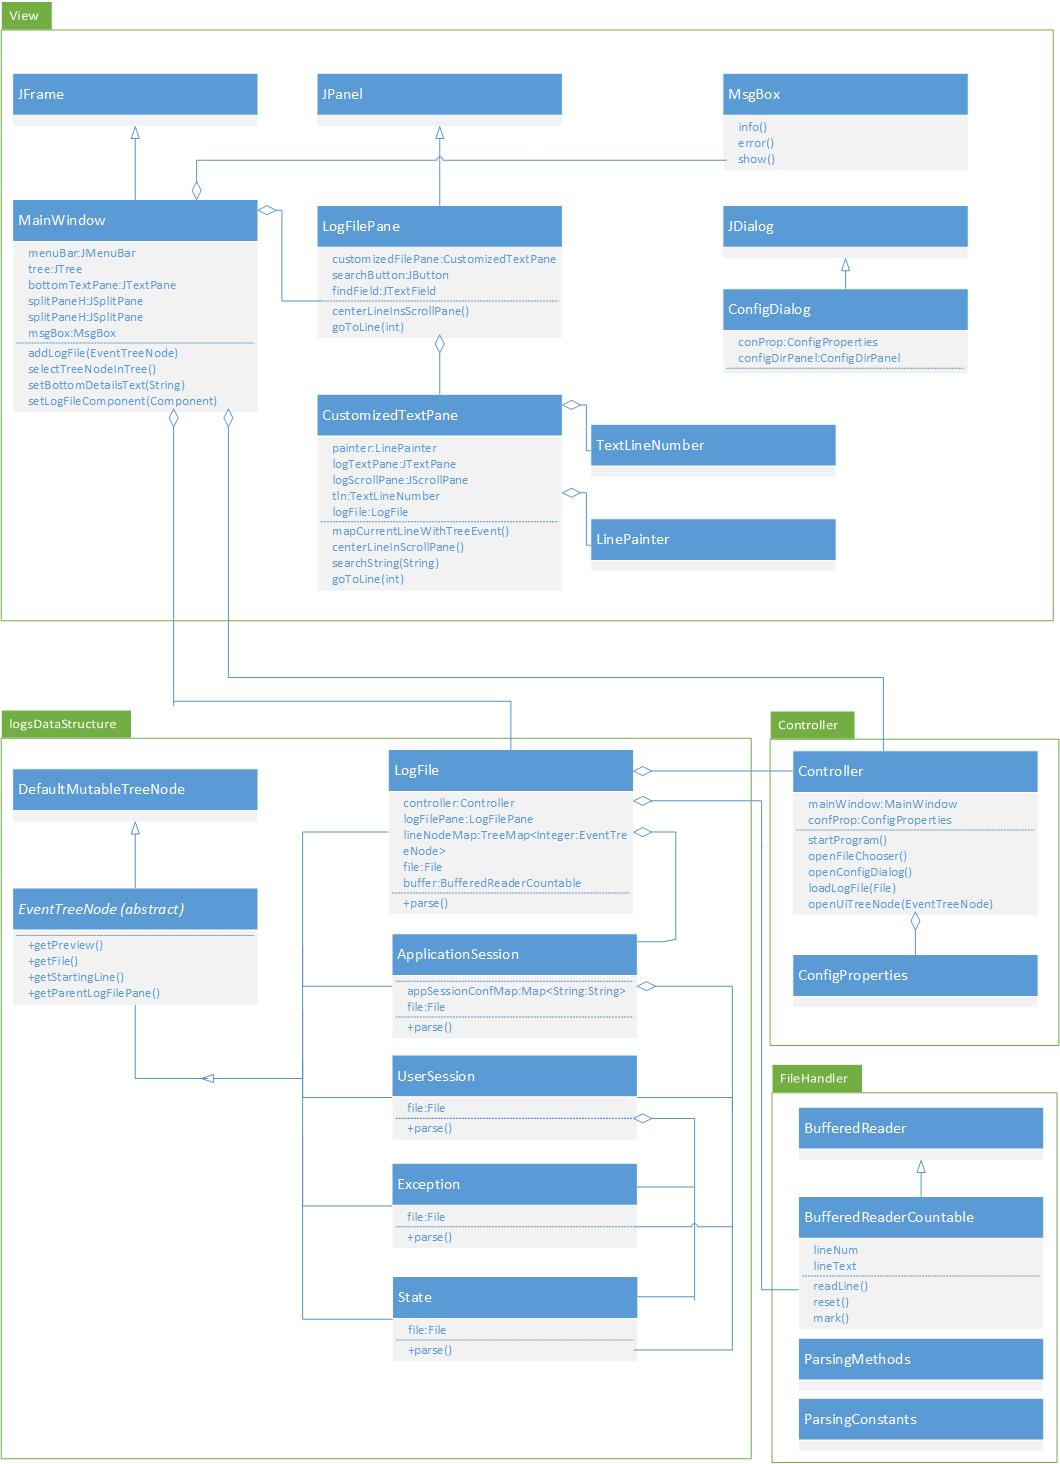 View
JFrame
JPanel
MsgBox
info()
error()
show()
MainWindow
menuBar:JMenuBar
tree:JTree
bottomTextPane:JTextPane
splitPaneH:JSplitPane
splitPaneH:JSplitPane
msgBox:MsgBox
addLogFile(EventTreeNode)
selectTreeNodeInTree()
setBottomDetailsText(String)
setLogFileComponent(Component)
LogFilePane
customizedFilePane:CustomizedTextPane
searchButton:JButton
findField:JTextField
centerLineInsScrollPane()
goToLine(int)
JDialog
ConfigDialog
conProp:ConfigProperties
configDirPanel:ConfigDirPanel
CustomizedTextPane
painter:LinePainter
logTextPane:JTextPane
logScrollPane:JScrollPane
tln:TextLineNumber
logFile:LogFile
mapCurrentLineWithTreeEvent()
centerLineInScrollPane()
searchString(String)
goToLine(int)
TextLineNumber
LinePainter
logsDataStructure
DefaultMutableTreeNode
EventTreeNode (abstract)
+getPreview()
+getFile()
+getStartingLine()
+getParentLogFilePane()
LogFile
controller:Controller
logFilePane:LogFilePane
lineNodeMap:TreeMap<Integer:EventTre
eNode>
file:File
buffer:BufferedReaderCountable
+parse()
ApplicationSession
appSessionConfMap:Map<String:String>
file:File
+parse()
UserSession
file:File
+parse()
Exception
file:File
+parse()
State
file:File
+parse()
Controller
Controller
mainWindow:MainWindow
confProp:ConfigProperties
startProgram()
openFileChooser()
openConfigDialog()
loadLogFile(File)
openUiTreeNode(EventTreeNode)
ConfigProperties
FileHandler
BufferedReader
BufferedReaderCountable
lineNum
lineText
readLine()
reset()
mark()
ParsingMethods
ParsingConstants